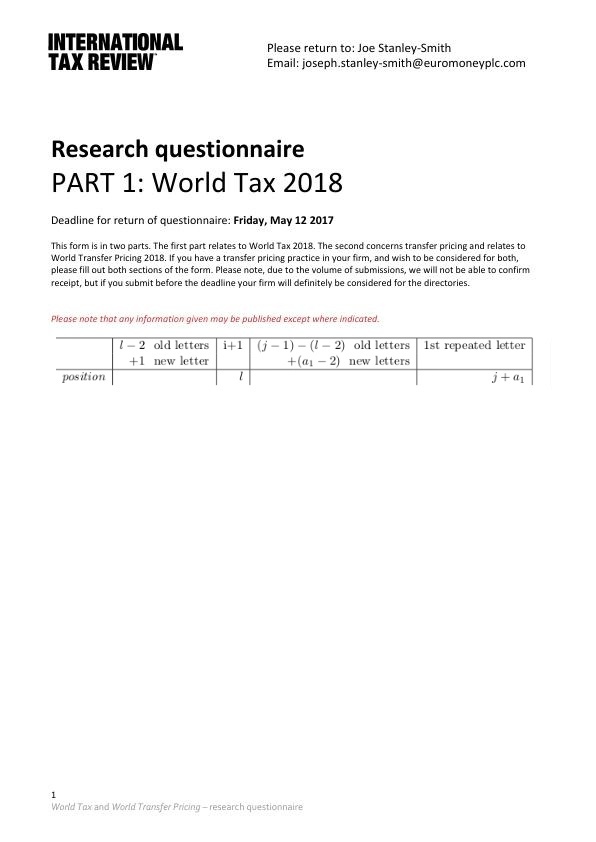 INTERNATIONAL
TAX REVIEW™
Please return to: Joe Stanley-Smith
Email: joseph.stanley-smith@euromoneyplc.com
Research questionnaire
PART 1: World Tax 2018
Deadline for return of questionnaire: Friday, May 12 2017
This form is in two parts. The first part relates to World Tax 2018. The second concerns transfer pricing and relates to
World Transfer Pricing 2018. If you have a transfer pricing practice in your firm, and wish to be considered for both,
please fill out both sections of the form. Please note, due to the volume of submissions, we will not be able to confirm
receipt, but if you submit before the deadline your firm will definitely be considered for the directories.
Please note that any information given may be published except where indicated.
l − 2 old letters i+1 (j − 1) − (l − 2) old letters 1st repeated letter
+1 new letter +(a₁ − 2) new letters
position l j + a₁
1
World Tax and World Transfer Pricing – research questionnaire